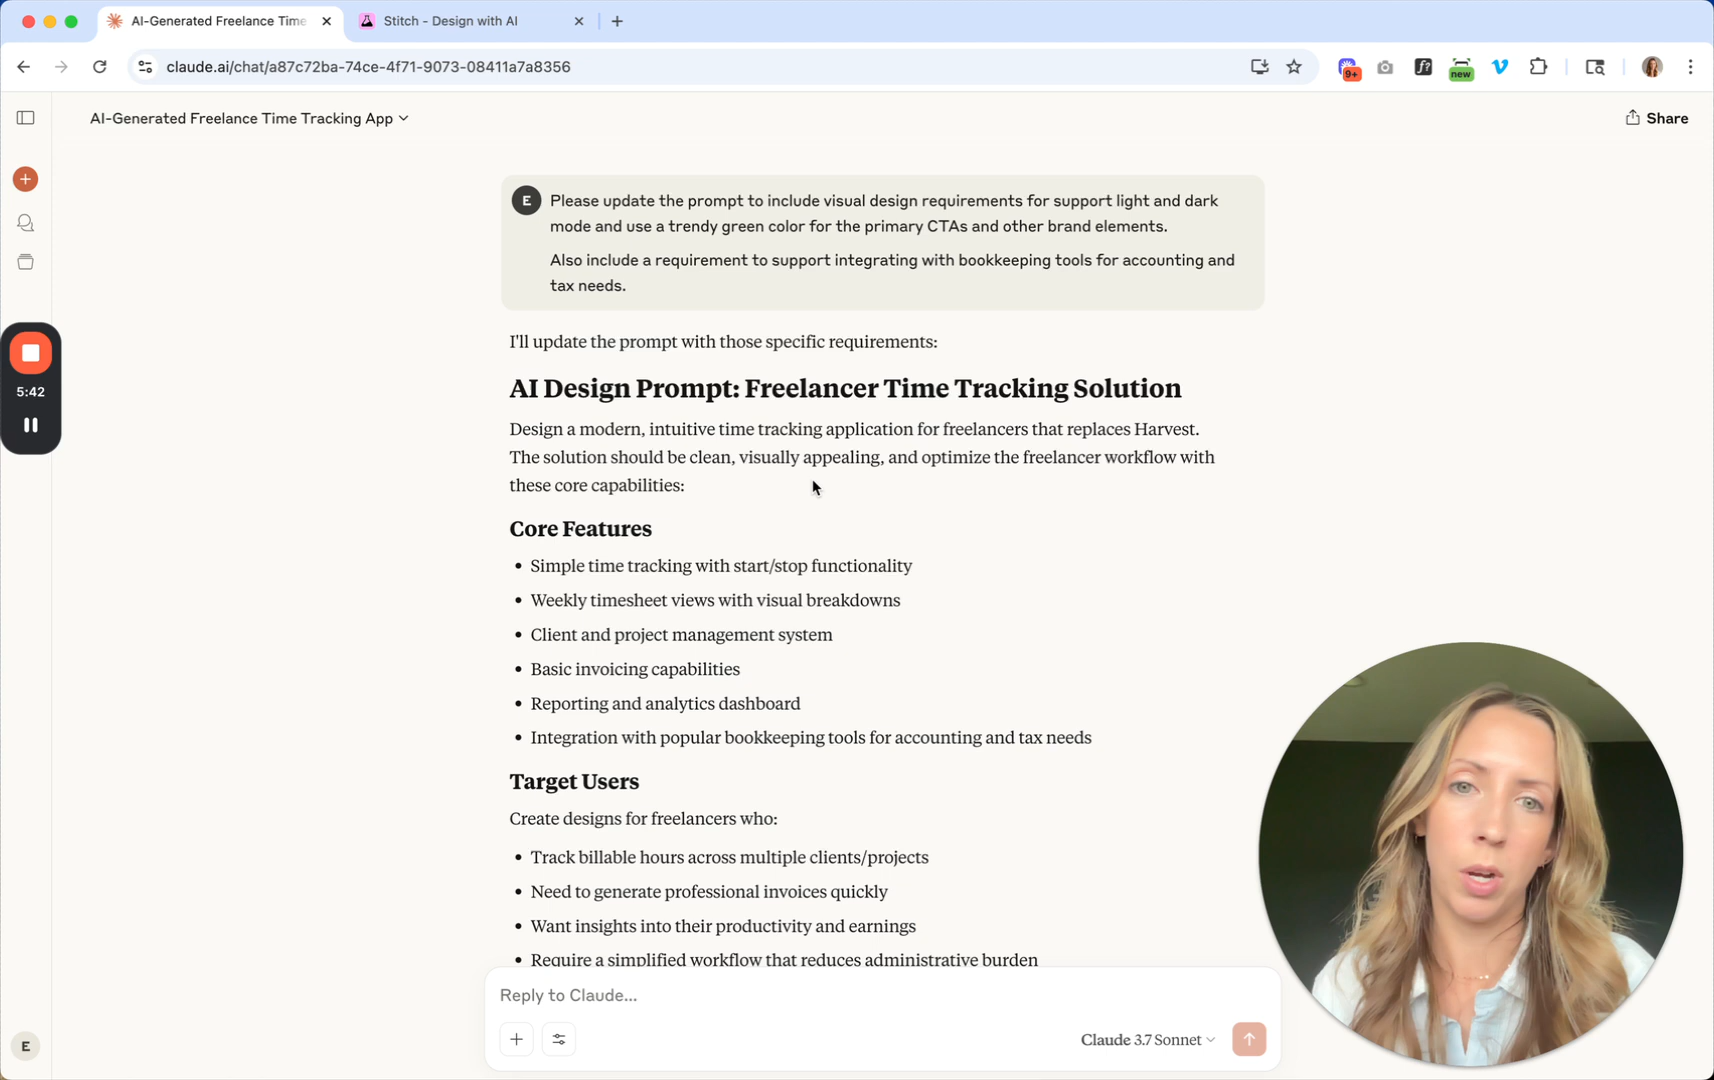 AI-Generated Freelance Time
Stitch - Design with AI
claude.ai/chat/a87c72ba-74ce-4f71-9073-08411a7a8356
9+
f?
new
AI-Generated Freelance Time Tracking App
Share
E
Please update the prompt to include visual design requirements for support light and dark
mode and use a trendy green color for the primary CTAs and other brand elements.
Also include a requirement to support integrating with bookkeeping tools for accounting and
tax needs.
5:42
I'll update the prompt with those specific requirements:
AI Design Prompt: Freelancer Time Tracking Solution
Design a modern, intuitive time tracking application for freelancers that replaces Harvest.
The solution should be clean, visually appealing, and optimize the freelancer workflow with
these core capabilities:
Core Features
• Simple time tracking with start/stop functionality
• Weekly timesheet views with visual breakdowns
• Client and project management system
• Basic invoicing capabilities
• Reporting and analytics dashboard
• Integration with popular bookkeeping tools for accounting and tax needs
Target Users
Create designs for freelancers who:
• Track billable hours across multiple clients/projects
• Need to generate professional invoices quickly
• Want insights into their productivity and earnings
• Require a simplified workflow that reduces administrative burden
Reply to Claude...
Claude 3.7 Sonnet
E